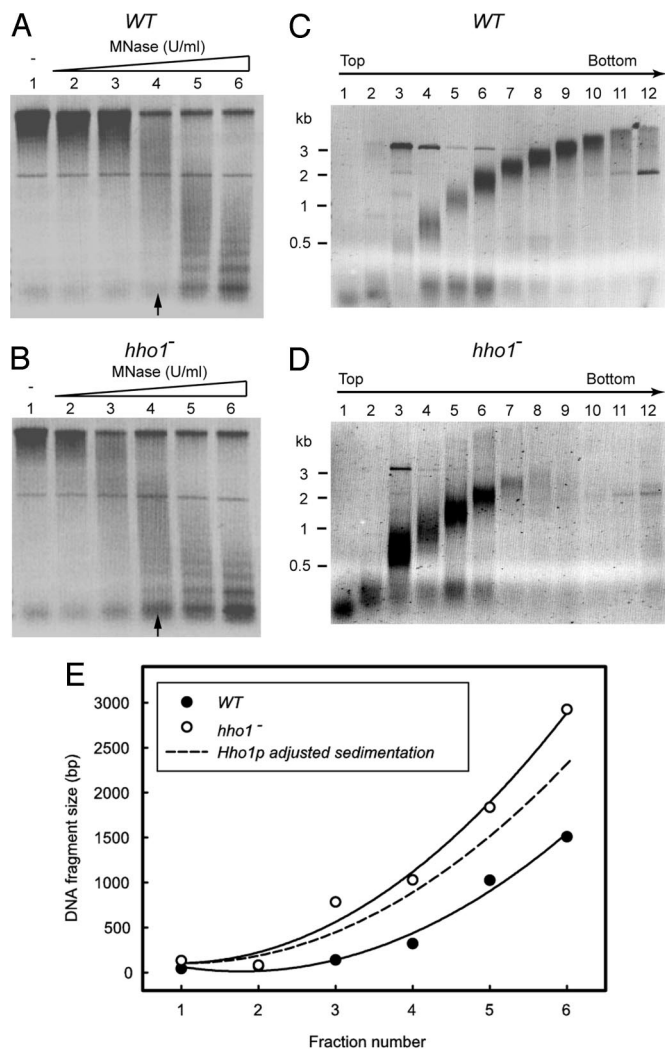 A
WT
MNase (U/ml)
-
1 2 3 4 5 6
B
hho1-
MNase (U/ml)
-
1 2 3 4 5 6
C
WT
Top Bottom
1 2 3 4 5 6 7 8 9 10 11 12
kb
3
2
1
0.5
D
hho1-
Top Bottom
1 2 3 4 5 6 7 8 9 10 11 12
kb
3
2
1
0.5
E
WT
hho1-
Hho1p adjusted sedimentation
DNA fragment size (bp)
3000
2500
2000
1500
1000
500
0
1 2 3 4 5 6
Fraction number